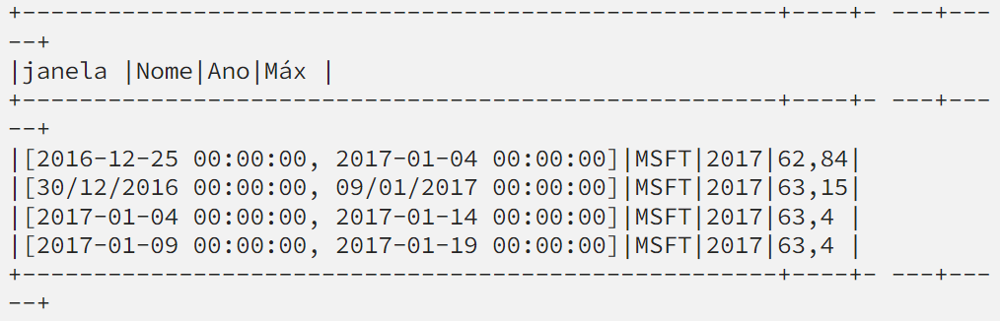 +-----------------------------------------------------+----+- ---+---
--+
|janela |Nome|Ano|Máx |
+-----------------------------------------------------+----+- ---+---
--+
|[2016-12-25 00:00:00, 2017-01-04 00:00:00]|MSFT|2017|62,84|
|[30/12/2016 00:00:00, 09/01/2017 00:00:00]|MSFT|2017|63,15|
|[2017-01-04 00:00:00, 2017-01-14 00:00:00]|MSFT|2017|63,4 |
|[2017-01-09 00:00:00, 2017-01-19 00:00:00]|MSFT|2017|63,4 |
+-----------------------------------------------------+----+- ---+---
--+